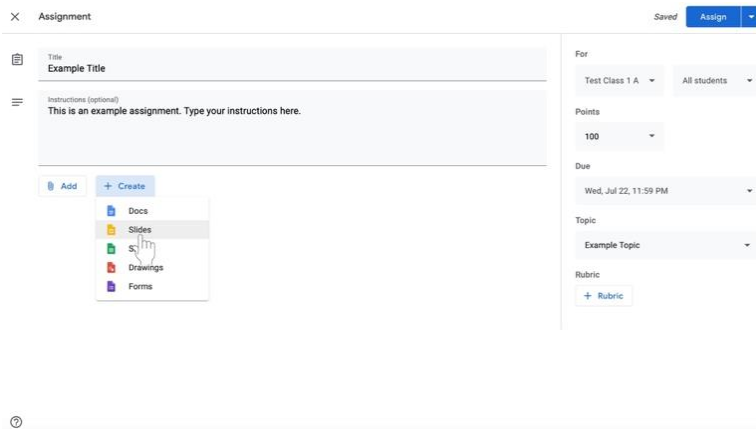 Assignment
Saved
Assign
Title
Example Title
Instructions (optional)
This is an example assignment. Type your instructions here.
Add
+ Create
Docs
Slides
S
Drawings
Forms
For
Test Class 1 A
All students
Points
100
Due
Wed, Jul 22, 11:59 PM
Topic
Example Topic
Rubric
+ Rubric